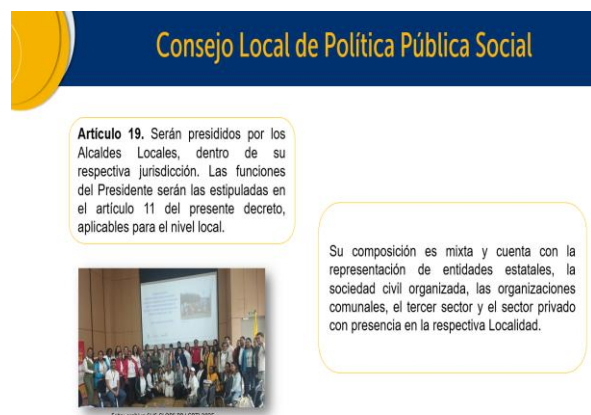 Consejo Local de Política Pública Social
Artículo 19. Serán presididos por los
Alcaldes Locales, dentro de su
respectiva jurisdicción. Las funciones
del Presidente serán las estipuladas en
el artículo 11 del presente decreto,
aplicables para el nivel local.
Su composición es mixta y cuenta con la
representación de entidades estatales, la
sociedad civil organizada, las organizaciones
comunales, el tercer sector y el sector privado
con presencia en la respectiva Localidad.